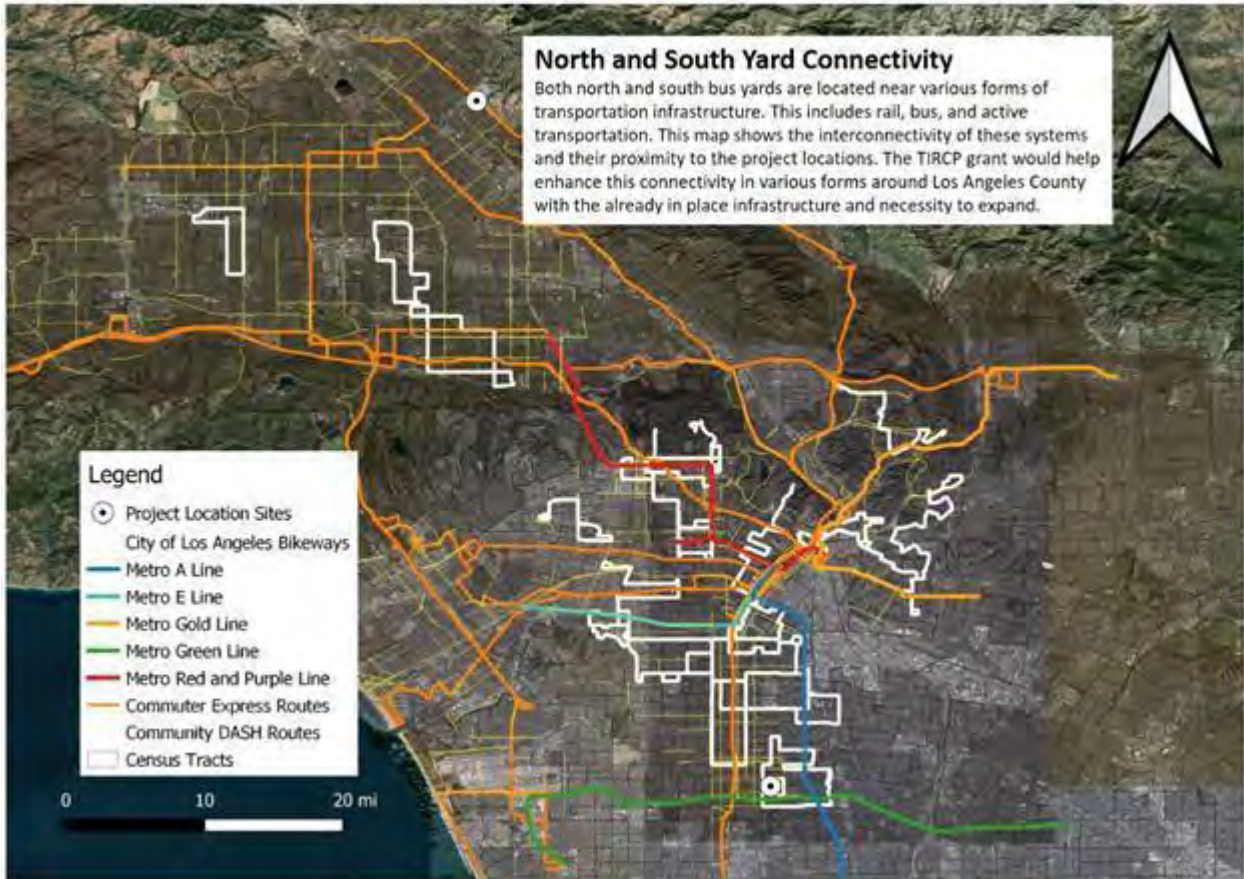 North and South Yard Connectivity
Both north and south bus yards are located near various forms of
transportation infrastructure. This includes rail, bus, and active
transportation. This map shows the interconnectivity of these systems
and their proximity to the project locations. The TIRCP grant would help
enhance this connectivity in various forms around Los Angeles County
with the already in place infrastructure and necessity to expand.
Legend
Project Location Sites
City of Los Angeles Bikeways
Metro A Line
Metro E Line
Metro Gold Line
Metro Green Line
Metro Red and Purple Line
Commuter Express Routes
Community DASH Routes
Census Tracts
0 10 20 mi